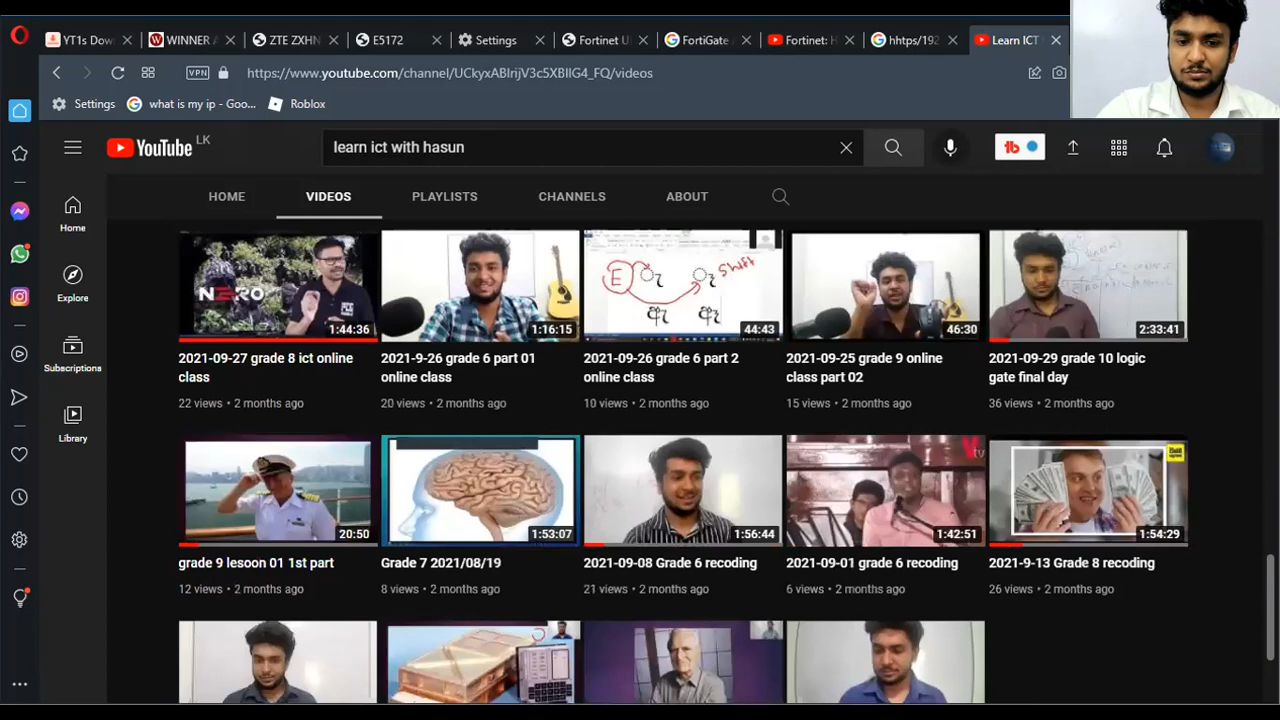 YT1s Dow
WINNER A
ZTE ZXHN
E5172
Settings
Fortinet U
FortiGate
Fortinet: H
hhtps/192
Learn ICT
VPN
https://www.youtube.com/channel/UCkyxABIrijV3c5XBIlG4_FQ/videos
Settings
what is my ip - Goo...
Roblox
YouTube LK
learn ict with hasun
tb
HOME
VIDEOS
PLAYLISTS
CHANNELS
ABOUT
Home
Explore
Subscriptions
Library
NERO
1:44:36
1:16:15
E
ැ
ෑ
shift
ඇ
ඈ
44:43
46:30
2:33:41
2021-09-27 grade 8 ict online
class
22 views • 2 months ago
2021-9-26 grade 6 part 01
online class
20 views • 2 months ago
2021-09-26 grade 6 part 2
online class
10 views • 2 months ago
2021-09-25 grade 9 online
class part 02
15 views • 2 months ago
2021-09-29 grade 10 logic
gate final day
36 views • 2 months ago
20:50
1:53:07
1:56:44
Vtv
1:42:51
1:54:29
grade 9 lesoon 01 1st part
12 views • 2 months ago
Grade 7 2021/08/19
8 views • 2 months ago
2021-09-08 Grade 6 recoding
21 views • 2 months ago
2021-09-01 grade 6 recoding
6 views • 2 months ago
2021-9-13 Grade 8 recoding
26 views • 2 months ago